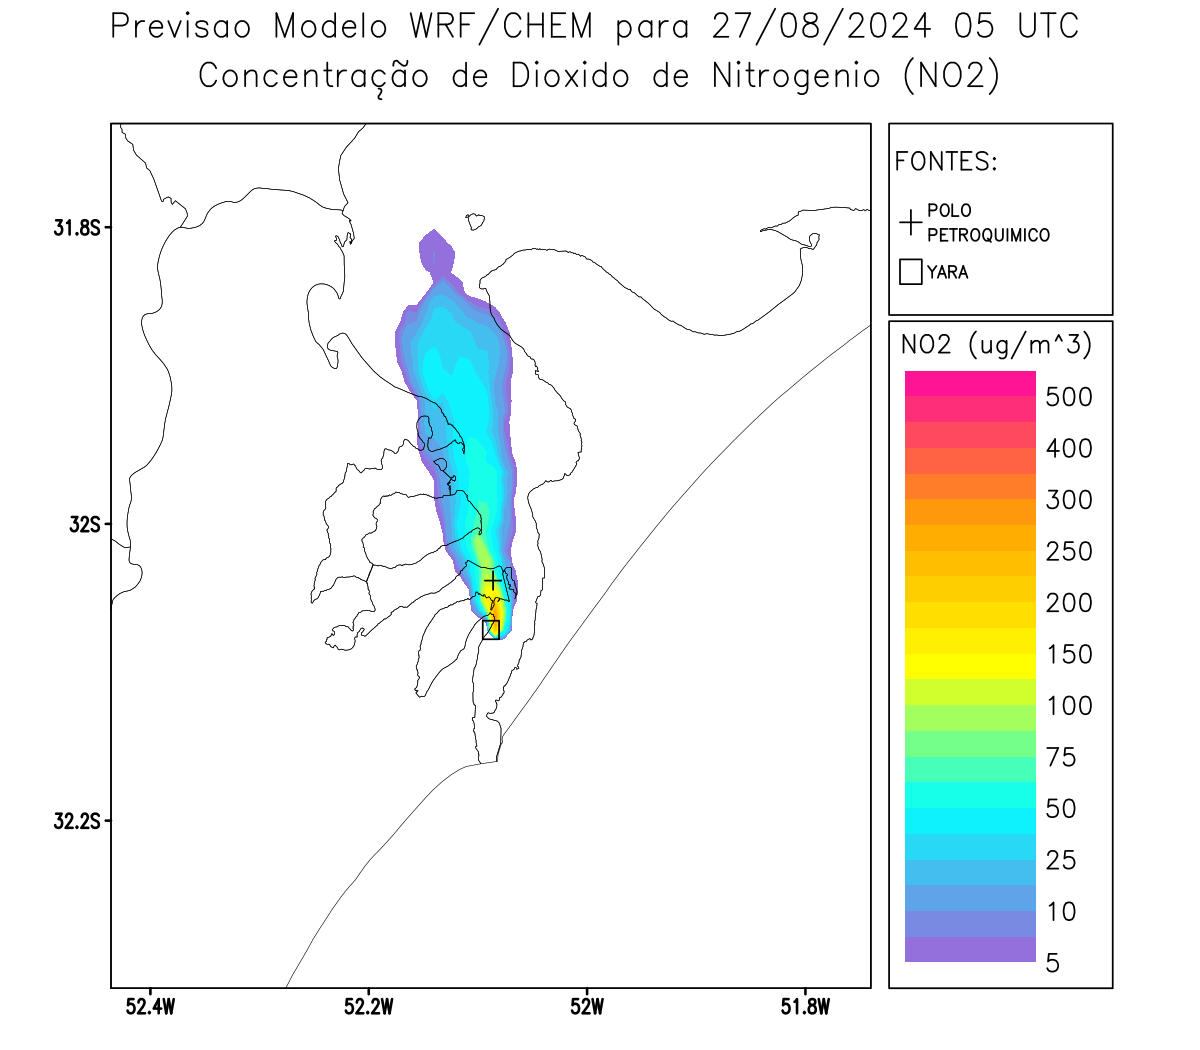 Previsao Modelo WRF/CHEM para 27/08/2024 05 UTC
Concentração de Dioxido de Nitrogenio (NO2)
FONTES:
POLO
PETROQUIMICO
YARA
NO2 (ug/m^3)
500
400
300
250
200
150
100
75
50
25
10
5
31.8S
32S
32.2S
52.4W
52.2W
52W
51.8W